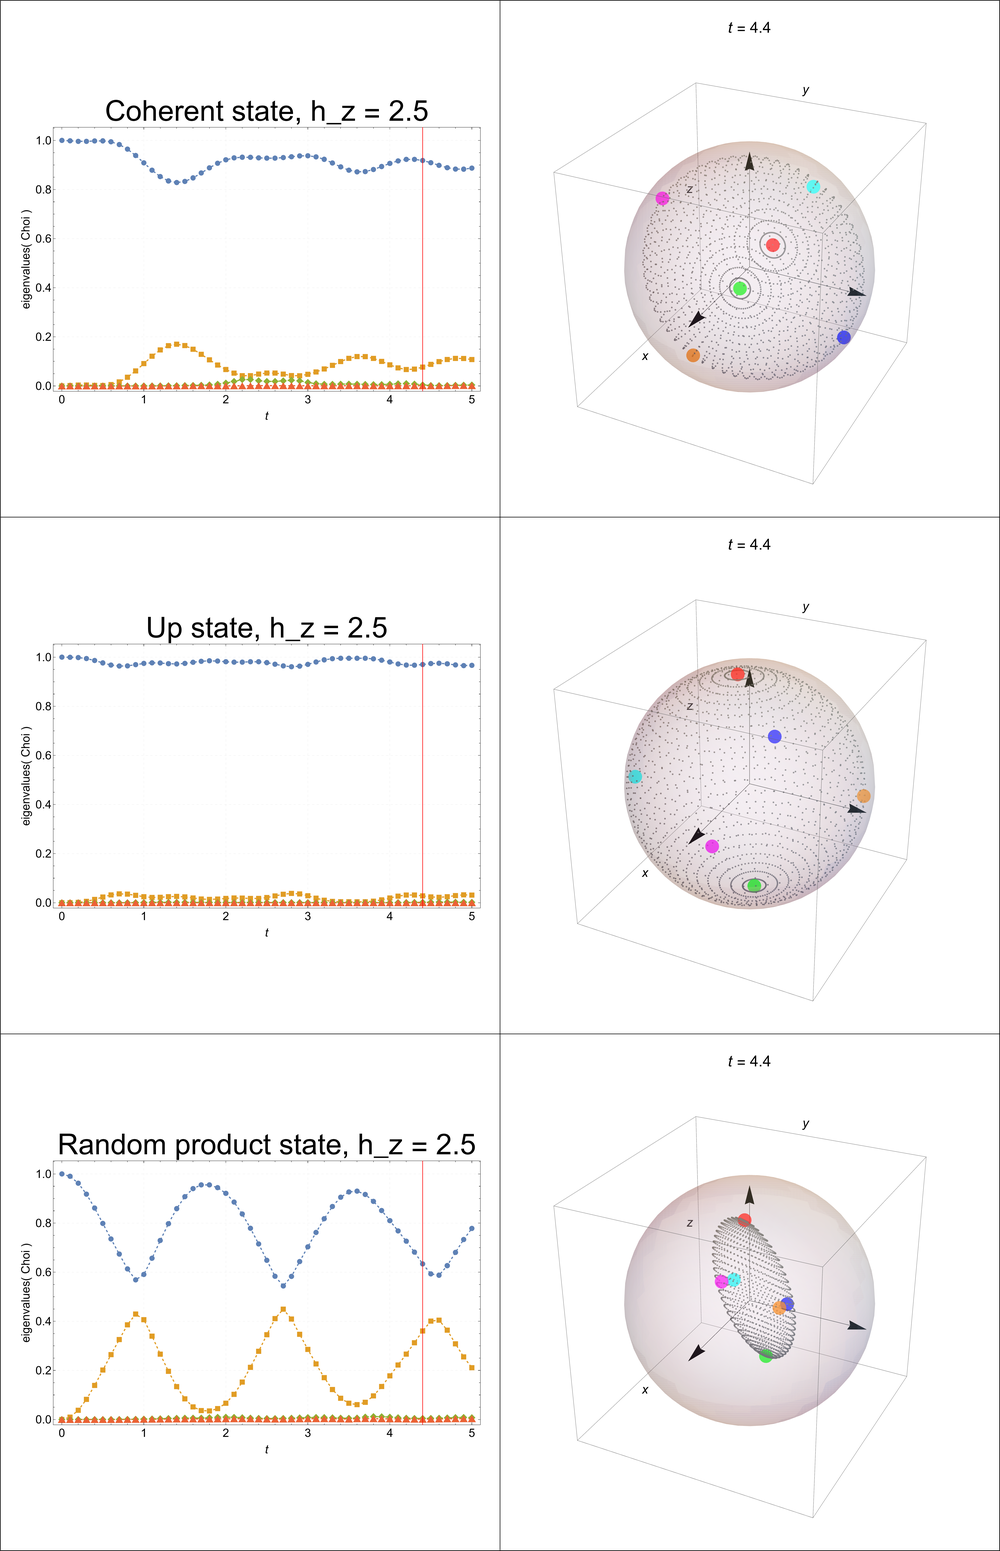 Coherent state, h_z = 2.5
eigenvalues( Choi )
1.0
0.8
0.6
0.4
0.2
0.0
0 1 2 3 4 5
t
t = 4.4
y
z
x
Up state, h_z = 2.5
eigenvalues( Choi )
1.0
0.8
0.6
0.4
0.2
0.0
0 1 2 3 4 5
t
t = 4.4
y
z
x
Random product state, h_z = 2.5
eigenvalues( Choi )
1.0
0.8
0.6
0.4
0.2
0.0
0 1 2 3 4 5
t
t = 4.4
y
z
x